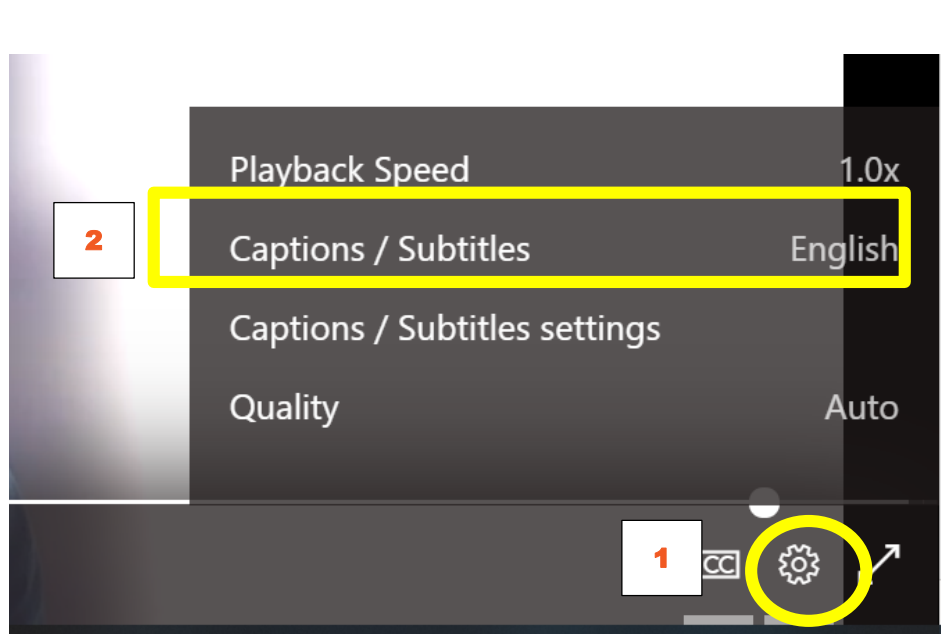 Playback Speed 1.0x
2
Captions / Subtitles English
Captions / Subtitles settings
Quality Auto
1
CC